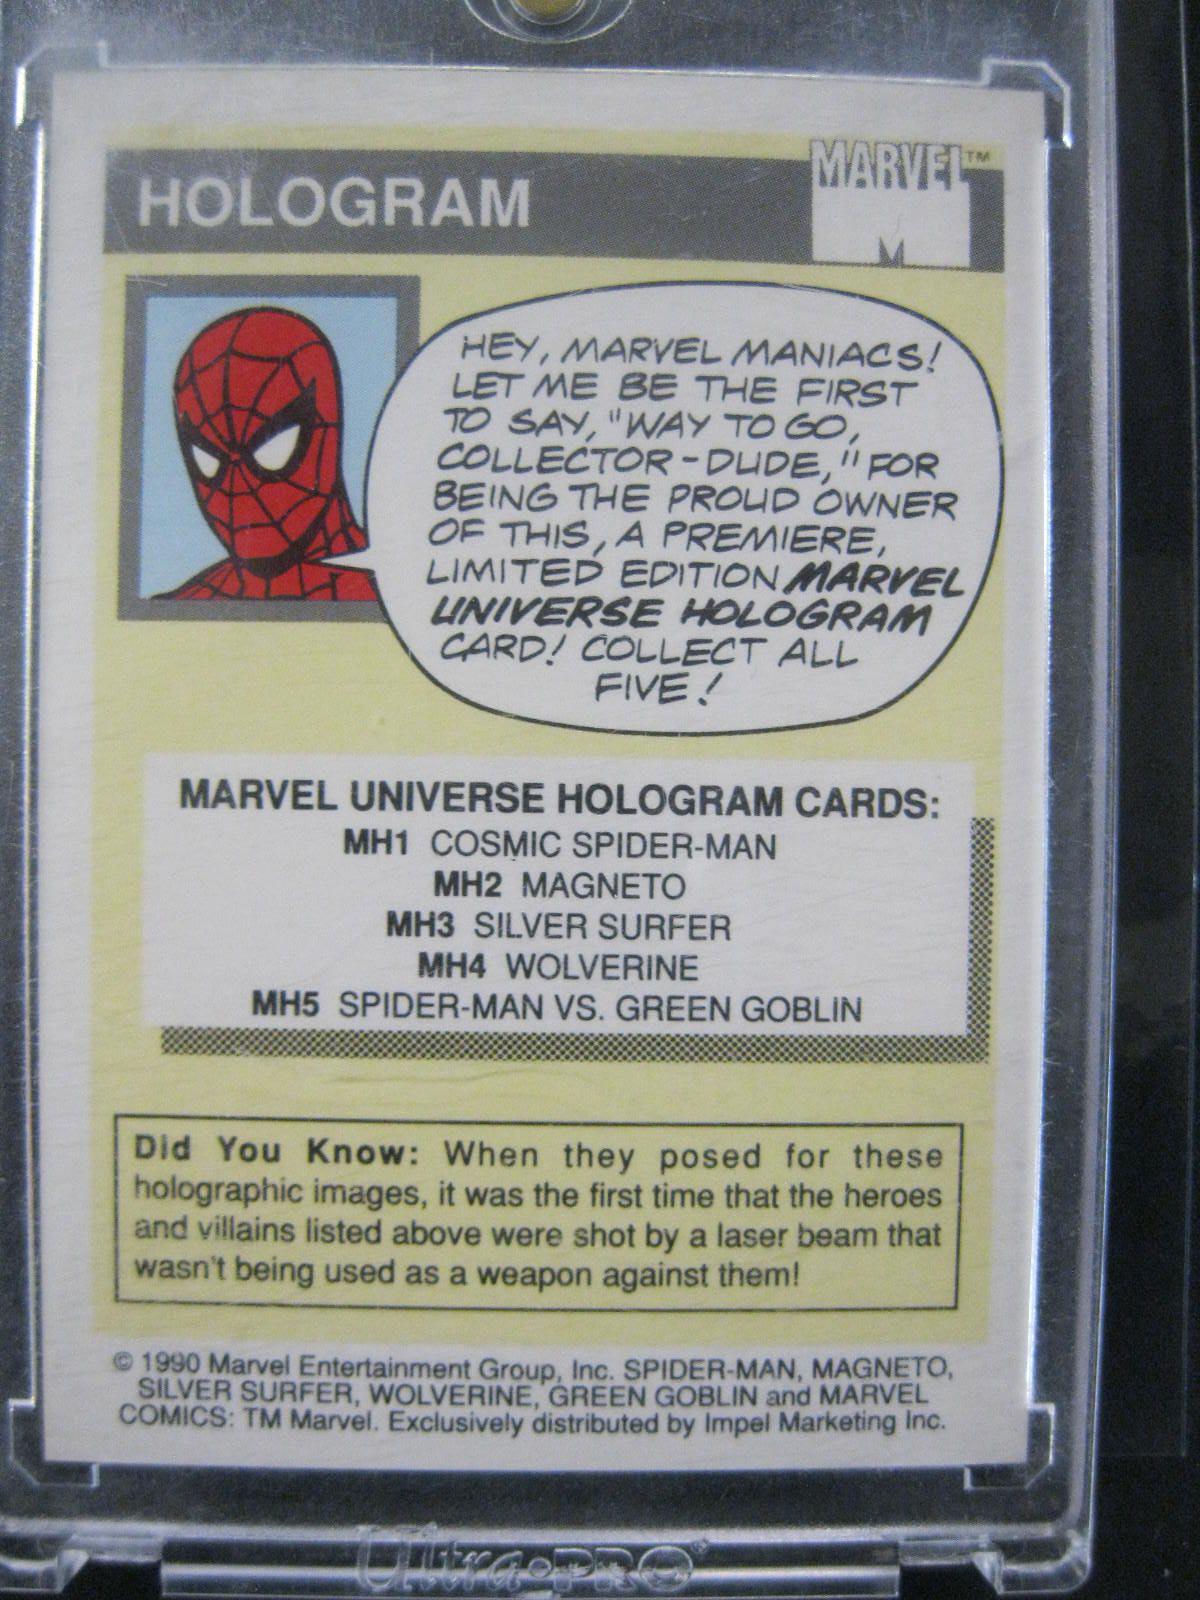 HOLOGRAM
MARVEL™
M
HEY, MARVEL MANIACS!
LET ME BE THE FIRST
TO SAY, "WAY TO GO,
COLLECTOR-DUDE," FOR
BEING THE PROUD OWNER
OF THIS, A PREMIERE,
LIMITED EDITION MARVEL
UNIVERSE HOLOGRAM
CARD! COLLECT ALL
FIVE!
MARVEL UNIVERSE HOLOGRAM CARDS:
MH1 COSMIC SPIDER-MAN
MH2 MAGNETO
MH3 SILVER SURFER
MH4 WOLVERINE
MH5 SPIDER-MAN VS. GREEN GOBLIN
Did You Know: When they posed for these
holographic images, it was the first time that the heroes
and villains listed above were shot by a laser beam that
wasn't being used as a weapon against them!
© 1990 Marvel Entertainment Group, Inc. SPIDER-MAN, MAGNETO,
SILVER SURFER, WOLVERINE, GREEN GOBLIN and MARVEL
COMICS: TM Marvel. Exclusively distributed by Impel Marketing Inc.
Ultra•PRO®